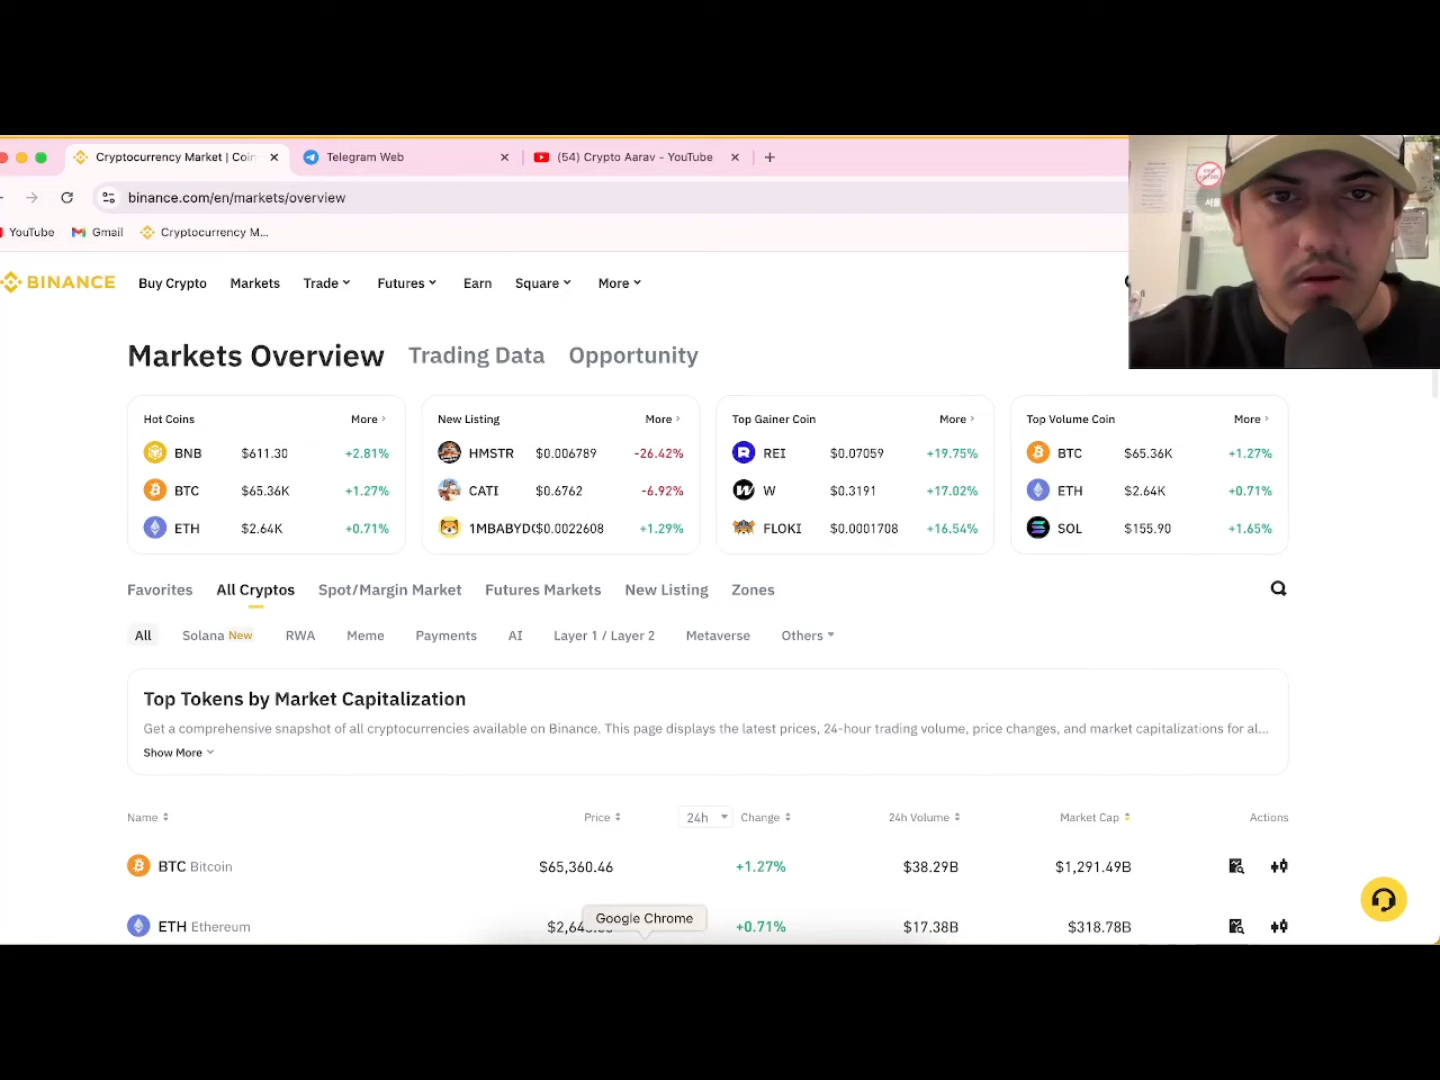 Cryptocurrency Market | Coin
Telegram Web
(54) Crypto Aarav - YouTube
binance.com/en/markets/overview
YouTube
Gmail
Cryptocurrency M...
BINANCE
Buy Crypto
Markets
Trade
Futures
Earn
Square
More
Markets Overview
Trading Data
Opportunity
Hot Coins More
BNB $611.30 +2.81%
BTC $65.36K +1.27%
ETH $2.64K +0.71%
New Listing More
HMSTR $0.006789 -26.42%
CATI $0.6762 -6.92%
1MBABYD $0.0022608 +1.29%
Top Gainer Coin More
REI $0.07059 +19.75%
W $0.3191 +17.02%
FLOKI $0.0001708 +16.54%
Top Volume Coin More
BTC $65.36K +1.27%
ETH $2.64K +0.71%
SOL $155.90 +1.65%
Favorites All Cryptos Spot/Margin Market Futures Markets New Listing Zones
All Solana New RWA Meme Payments AI Layer 1 / Layer 2 Metaverse Others
Top Tokens by Market Capitalization
Get a comprehensive snapshot of all cryptocurrencies available on Binance. This page displays the latest prices, 24-hour trading volume, price changes, and market capitalizations for al...
Show More
Name Price 24h Change 24h Volume Market Cap Actions
BTC Bitcoin $65,360.46 +1.27% $38.29B $1,291.49B
ETH Ethereum +0.71% $17.38B $318.78B
Google Chrome